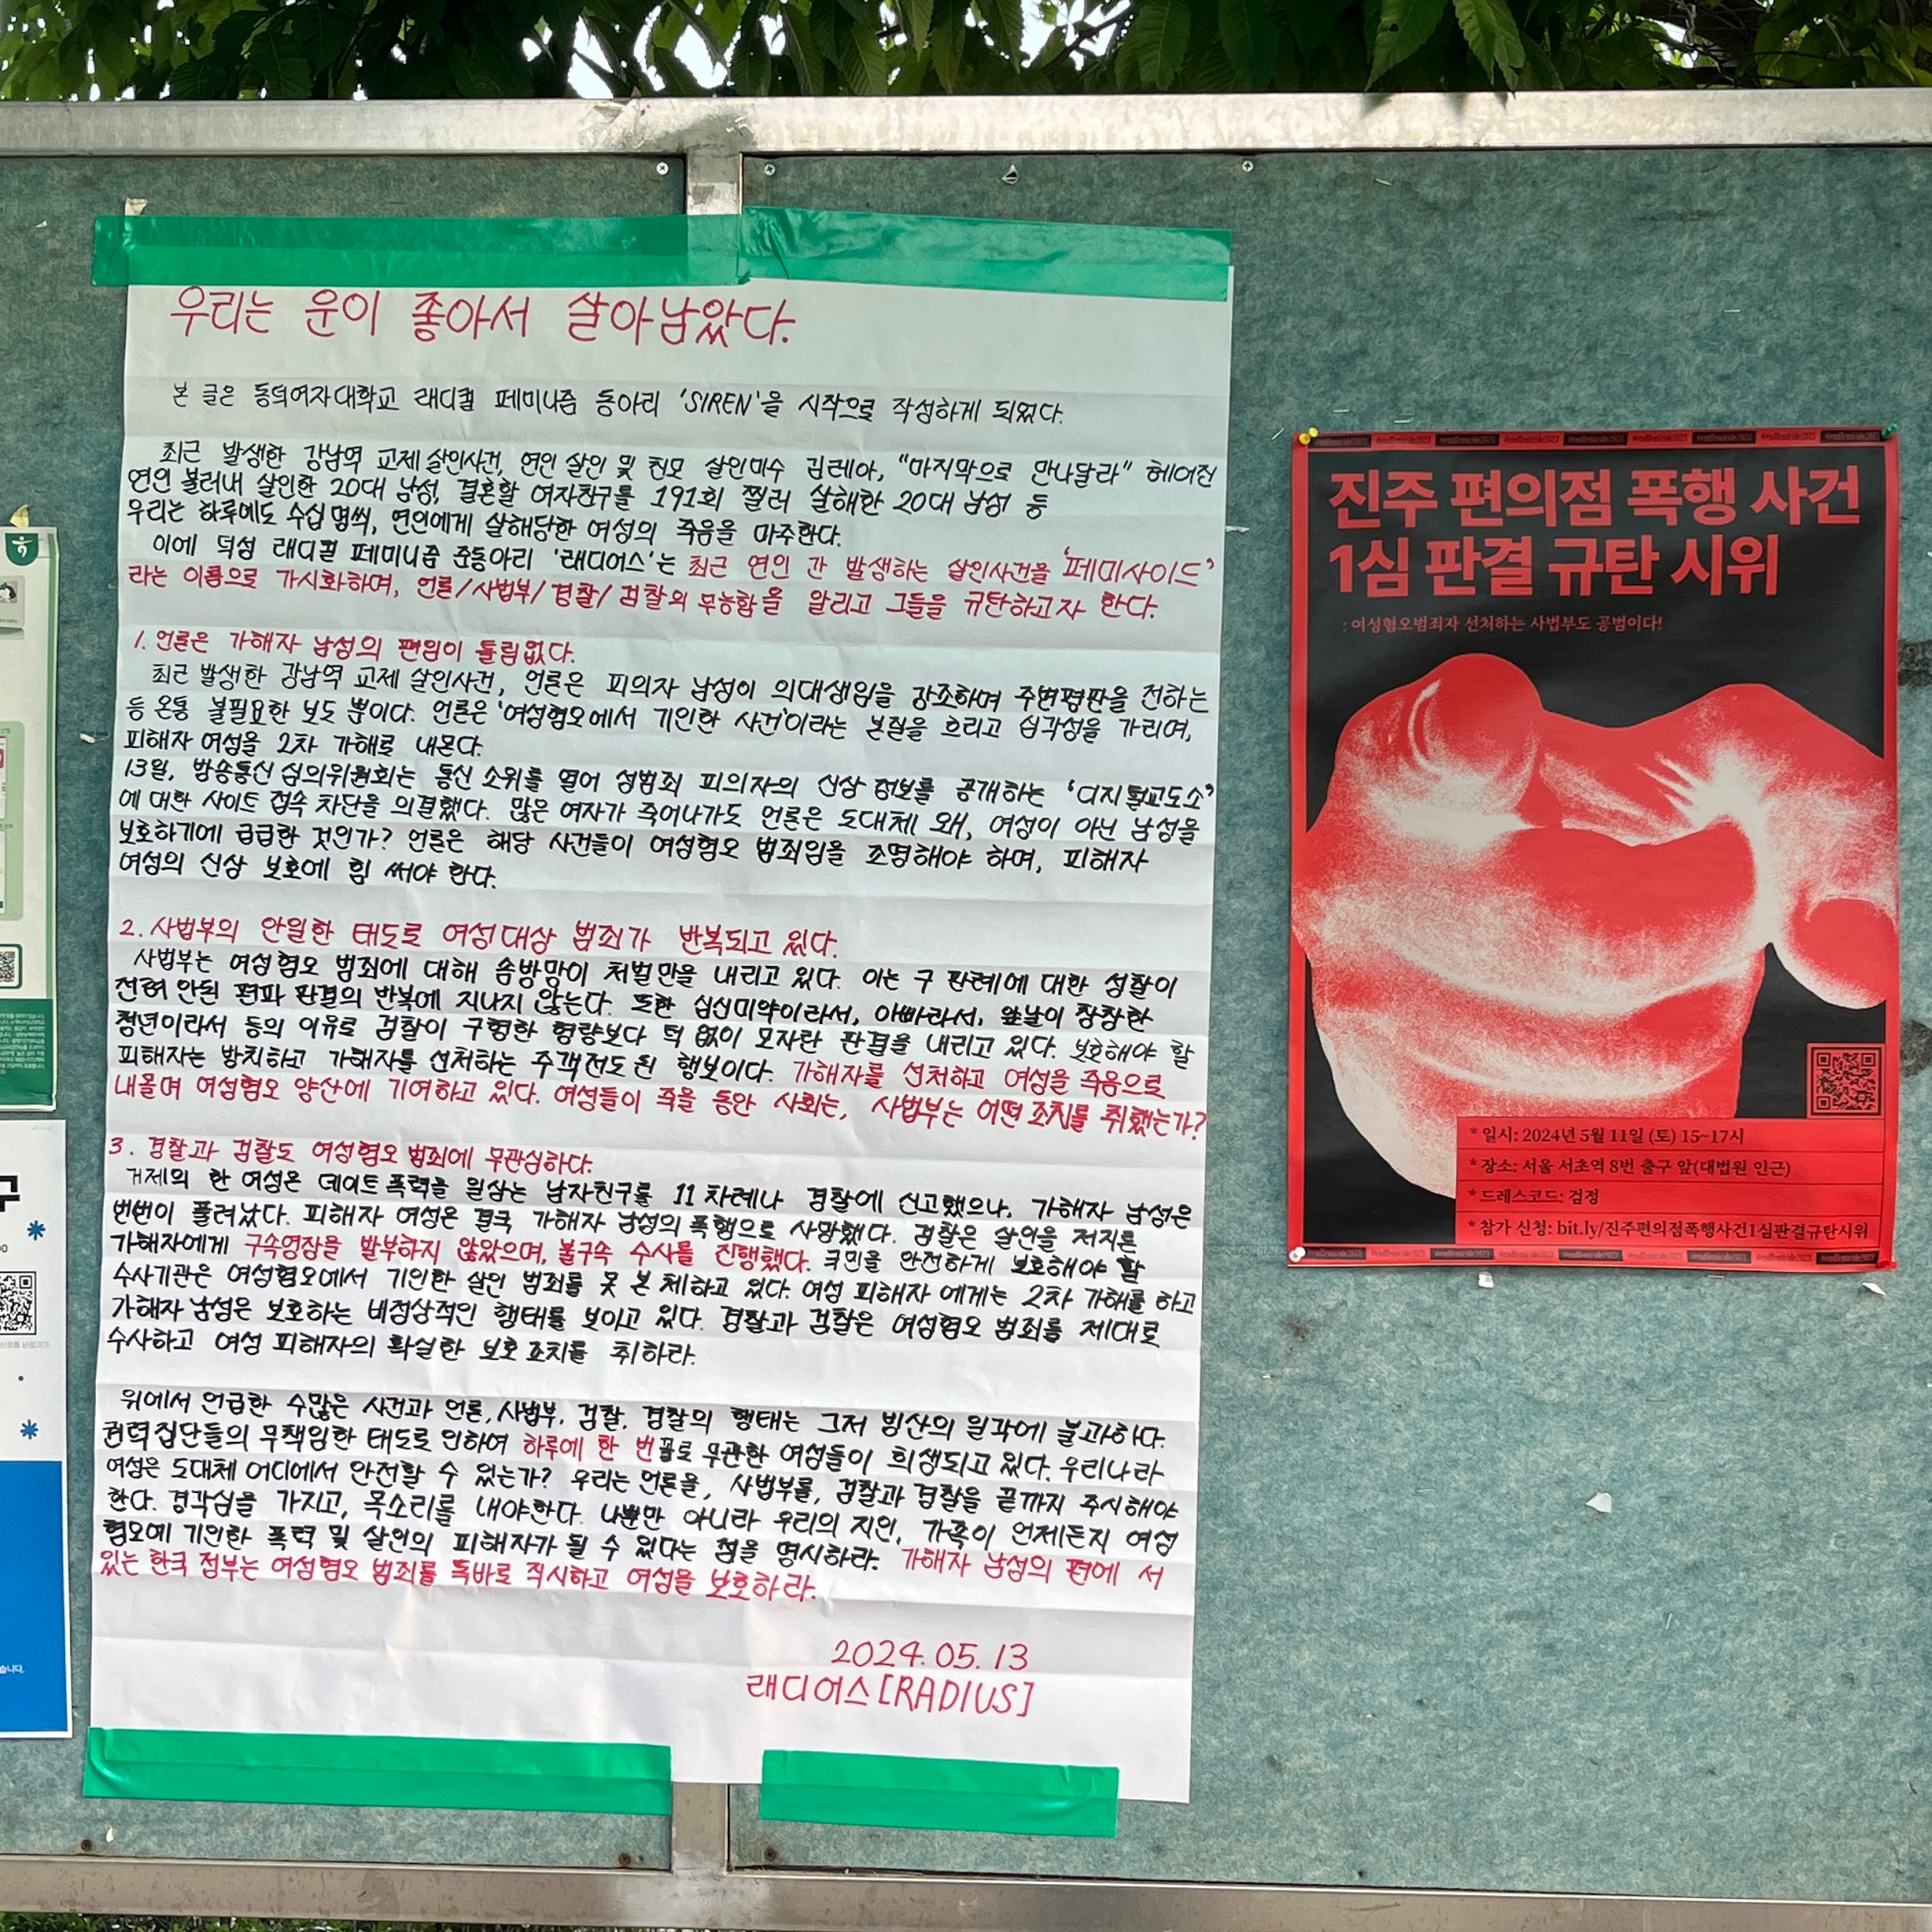 우리는 운이 좋아서 살아남았다.
본 글은 동덕여자대학교 래디컬 페미니즘 동아리 'SIREN'을 시작으로 작성하게 되었다.
최근 발생한 강남역 교제 살인사건, 연인 살인 및 친모 살인미수 김레아, "마지막으로 만나달라" 헤어진
연인 불러내 살인한 20대 남성, 결혼할 여자친구를 191회 찔러 살해한 20대 남성 등
우리는 하루에도 수십 명씩, 연인에게 살해당한 여성의 죽음을 마주한다.
이에 덕성 래디컬 페미니즘 준동아리 '래디어스'는 최근 연인 간 발생하는 살인사건을 '페미사이드'
라는 이름으로 가시화하며, 언론/사법부/경찰/검찰의 무능함을 알리고 그들을 규탄하고자 한다.
1. 언론은 가해자 남성의 편임이 틀림없다.
최근 발생한 강남역 교제 살인사건, 언론은 피의자 남성이 의대생임을 강조하며 주변평판을 전하는
등 온통 불필요한 보도 뿐이다. 언론은 '여성혐오에서 기인한 사건'이라는 본질을 흐리고 심각성을 가리며,
피해자 여성을 2차 가해로 내몬다.
13일, 방송통신심의위원회는 통신 소위를 열어 성범죄 피의자의 신상 정보를 공개하는 '디지털교도소'
에 대한 사이트 접속 차단을 의결했다. 많은 여자가 죽어나가도 언론은 도대체 왜, 여성이 아닌 남성을
보호하기에 급급한 것인가? 언론은 해당 사건들이 여성혐오 범죄임을 조명해야 하며, 피해자
여성의 신상 보호에 힘 써야 한다.
2. 사법부의 안일한 태도로 여성대상 범죄가 반복되고 있다.
사법부는 여성혐오 범죄에 대해 솜방망이 처벌만을 내리고 있다. 이는 구 판례에 대한 성찰이
전혀 안된 편파 판결의 반복에 지나지 않는다. 또한 심신미약이라서, 아빠라서, 앞날이 창창한
청년이라서 등의 이유로 검찰이 구형한 형량보다 턱 없이 모자란 판결을 내리고 있다. 보호해야 할
피해자는 방치하고 가해자를 선처하는 주객전도 된 행보이다. 가해자를 선처하고 여성을 죽음으로
내몰며 여성혐오 양산에 기여하고 있다. 여성들이 죽을 동안 사회는, 사법부는 어떤 조치를 취했는가?
3. 경찰과 검찰도 여성혐오 범죄에 무관심하다.
거제의 한 여성은 데이트폭력을 일삼는 남자친구를 11차례나 경찰에 신고했으나, 가해자 남성은
번번이 풀려났다. 피해자 여성은 결국 가해자 남성의 폭행으로 사망했다. 검찰은 살인을 저지른
가해자에게 구속영장을 발부하지 않았으며, 불구속 수사를 진행했다. 국민을 안전하게 보호해야 할
수사기관은 여성혐오에서 기인한 살인 범죄를 못 본 체하고 있다. 여성 피해자에게는 2차 가해를 하고
가해자 남성은 보호하는 비정상적인 행태를 보이고 있다. 경찰과 검찰은 여성혐오 범죄를 제대로
수사하고 여성 피해자의 확실한 보호 조치를 취하라.
위에서 언급한 수많은 사건과 언론, 사법부, 검찰, 경찰의 행태는 그저 빙산의 일각에 불과하다.
권력집단들의 무책임한 태도로 인하여 하루에 한 번꼴로 무관한 여성들이 희생되고 있다. 우리나라
여성은 도대체 어디에서 안전할 수 있는가? 우리는 언론을, 사법부를, 검찰과 경찰을 끝까지 주시해야
한다. 경각심을 가지고, 목소리를 내야한다. 나뿐만 아니라 우리의 지인, 가족이 언제든지 여성
혐오에 기인한 폭력 및 살인의 피해자가 될 수 있다는 점을 명시하라. 가해자 남성의 편에 서
있는 한국 정부는 여성혐오 범죄를 똑바로 직시하고 여성을 보호하라.
2024.05.13
래디어스[RADIUS]
진주 편의점 폭행 사건
1심 판결 규탄 시위
: 여성혐오범죄자 선처하는 사법부도 공범이다!
* 일시: 2024년 5월 11일 (토) 15~17시
* 장소: 서울 서초역 8번 출구 앞(대법원 인근)
* 드레스코드: 검정
* 참가 신청: bit.ly/진주편의점폭행사건1심판결규탄시위